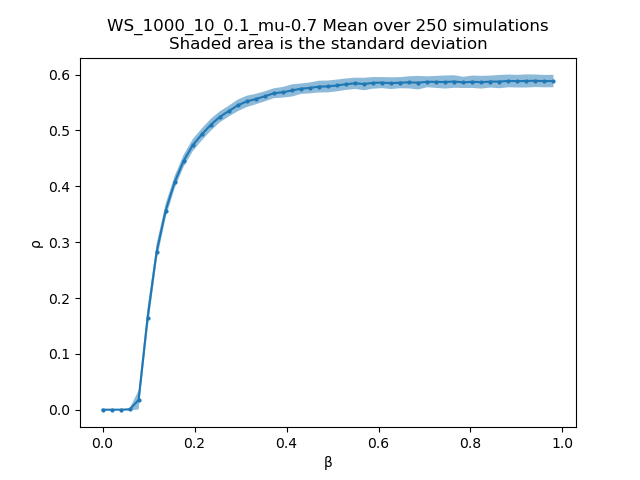 WS_1000_10_0.1_mu-0.7 Mean over 250 simulations
Shaded area is the standard deviation
0.6
0.5
0.4
0.3
0.2
0.1
0.0
ρ
0.0 0.2 0.4 0.6 0.8 1.0
β